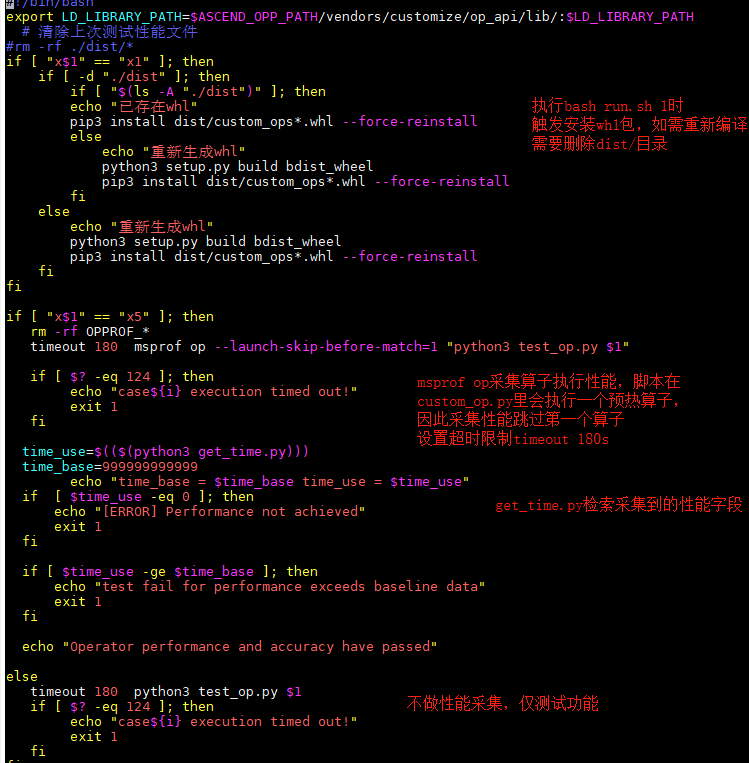 #!/bin/bash
export LD_LIBRARY_PATH=$ASCEND_OPP_PATH/vendors/customize/op_api/lib/:$LD_LIBRARY_PATH
# 清除上次测试性能文件
#rm -rf ./dist/*
if [ "x$1" == "x1" ]; then
if [ -d "./dist" ]; then
if [ "$(ls -A "./dist")" ]; then
echo "已存在whl"
pip3 install dist/custom_ops*.whl --force-reinstall
else
echo "重新生成whl"
python3 setup.py build bdist_wheel
pip3 install dist/custom_ops*.whl --force-reinstall
fi
else
echo "重新生成whl"
python3 setup.py build bdist_wheel
pip3 install dist/custom_ops*.whl --force-reinstall
fi
fi
执行bash run.sh 1时
触发安装whl包，如需重新编译
需要删除dist/目录
if [ "x$1" == "x5" ]; then
rm -rf OPPROF_*
timeout 180  msprof op --launch-skip-before-match=1 "python3 test_op.py $1"
if [ $? -eq 124 ]; then
echo "case${i} execution timed out!"
exit 1
fi
msprof op采集算子执行性能，脚本在
custom_op.py里会执行一个预热算子，
因此采集性能跳过第一个算子
设置超时限制timeout 180s
time_use=$(($(python3 get_time.py)))
time_base=999999999999
echo "time_base = $time_base time_use = $time_use"
if  [ $time_use -eq 0 ]; then
echo "[ERROR] Performance not achieved"
exit 1
fi
get_time.py检索采集到的性能字段
if [ $time_use -ge $time_base ]; then
echo "test fail for performance exceeds baseline data"
exit 1
fi
echo "Operator performance and accuracy have passed"
else
timeout 180  python3 test_op.py $1
if [ $? -eq 124 ]; then
echo "case${i} execution timed out!"
exit 1
fi
不做性能采集，仅测试功能
fi